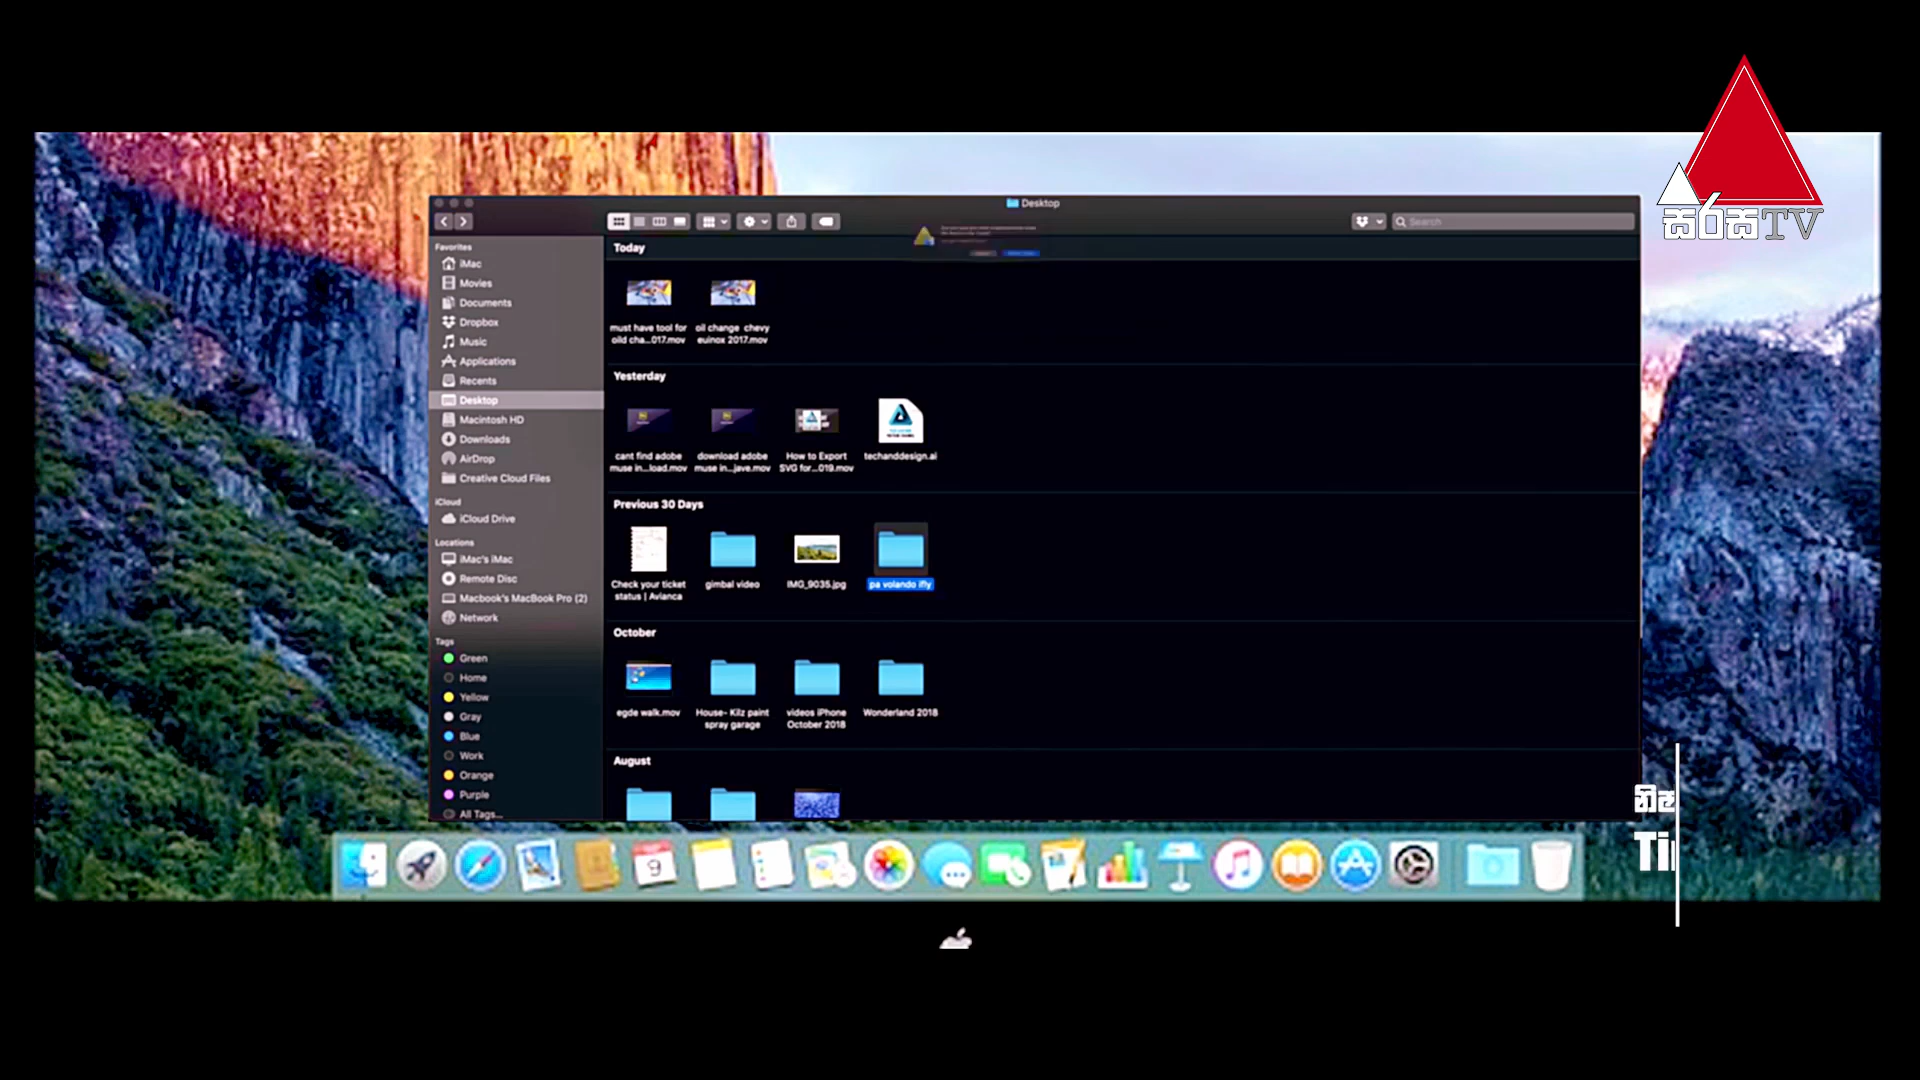 Desktop
Search
සිරස TV
Favorites
iMac
Movies
Documents
Dropbox
Music
Applications
Recents
Desktop
Macintosh HD
Downloads
AirDrop
Creative Cloud Files
iCloud
iCloud Drive
Locations
iMac's iMac
Remote Disc
Macbook's MacBook Pro (2)
Network
Tags
Green
Home
Yellow
Gray
Blue
Work
Orange
Purple
All Tags...
Today
must have tool for
oild cha...017.mov
oil change chevy
euinox 2017.mov
Yesterday
cant find adobe
muse in...load.mov
download adobe
muse in...jave.mov
How to Export
SVG for...019.mov
techanddesign.ai
Previous 30 Days
Check your ticket
status | Avianca
gimbal video
IMG_9035.jpg
pa volando ifly
October
egde walk.mov
House- Kilz paint
spray garage
videos iPhone
October 2018
Wonderland 2018
August
9